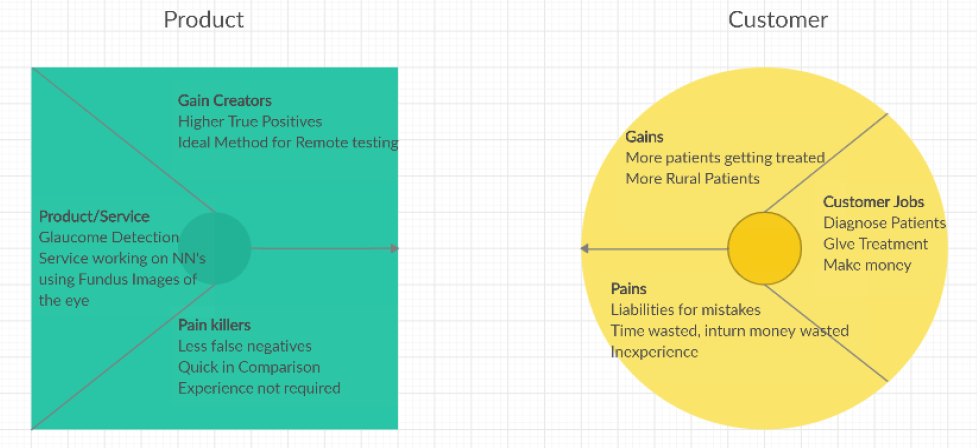 Product
Customer
Gain Creators
Higher True Positives
Ideal Method for Remote testing
Product/Service
Glaucome Detection
Service working on NN's
using Fundus Images of
the eye
Pain killers
Less false negatives
Quick in Comparison
Experience not required
Gains
More patients getting treated
More Rural Patients
Customer Jobs
Diagnose Patients
GIve Treatment
Make money
Pains
Liabilities for mistakes
Time wasted, inturn money wasted
Inexperience